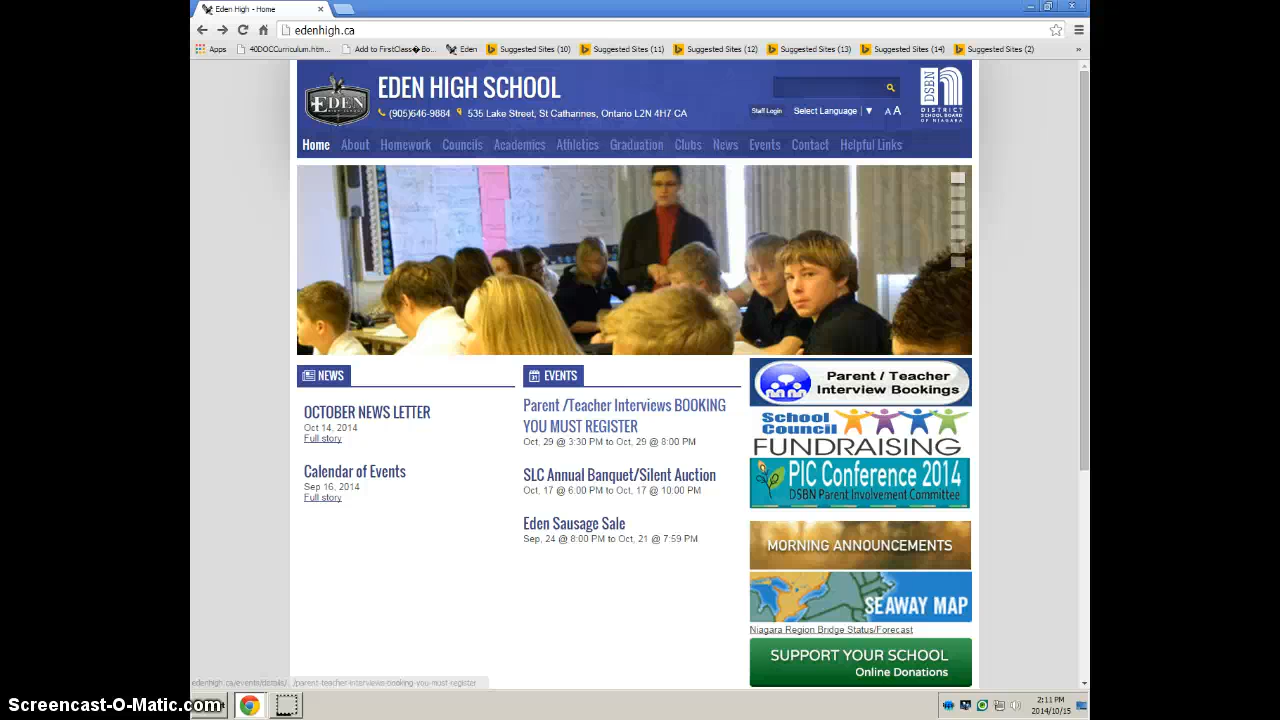 Eden High - Home
edenhigh.ca
Apps
40DOCCurriculum.htm...
Add to FirstClass�Bo...
Eden
Suggested Sites (10)
Suggested Sites (11)
Suggested Sites (12)
Suggested Sites (13)
Suggested Sites (14)
Suggested Sites (2)
»
EDEN
EDEN HIGH SCHOOL
(905)646-9884 535 Lake Street, St Catharines, Ontario L2N 4H7 CA
Staff Login Select Language ▼ A A
DSBN
DISTRICT
SCHOOL BOARD
OF NIAGARA
Home About Homework Councils Academics Athletics Graduation Clubs News Events Contact Helpful Links
NEWS
OCTOBER NEWS LETTER
Oct 14, 2014
Full story
Calendar of Events
Sep 16, 2014
Full story
EVENTS
Parent /Teacher Interviews BOOKING
YOU MUST REGISTER
Oct, 29 @ 3:30 PM to Oct, 29 @ 8:00 PM
SLC Annual Banquet/Silent Auction
Oct, 17 @ 6:00 PM to Oct, 17 @ 10:00 PM
Eden Sausage Sale
Sep, 24 @ 8:00 PM to Oct, 21 @ 7:59 PM
Parent / Teacher
Interview Bookings
School
Council
FUNDRAISING
PIC Conference 2014
DSBN Parent Involvement Committee
MORNING ANNOUNCEMENTS
SEAWAY MAP
Niagara Region Bridge Status/Forecast
SUPPORT YOUR SCHOOL
Online Donations
edenhigh.ca/events/details/.../parent-teacher-interviews-booking-you-must-register
2:11 PM
2014/10/15
Screencast-O-Matic.com